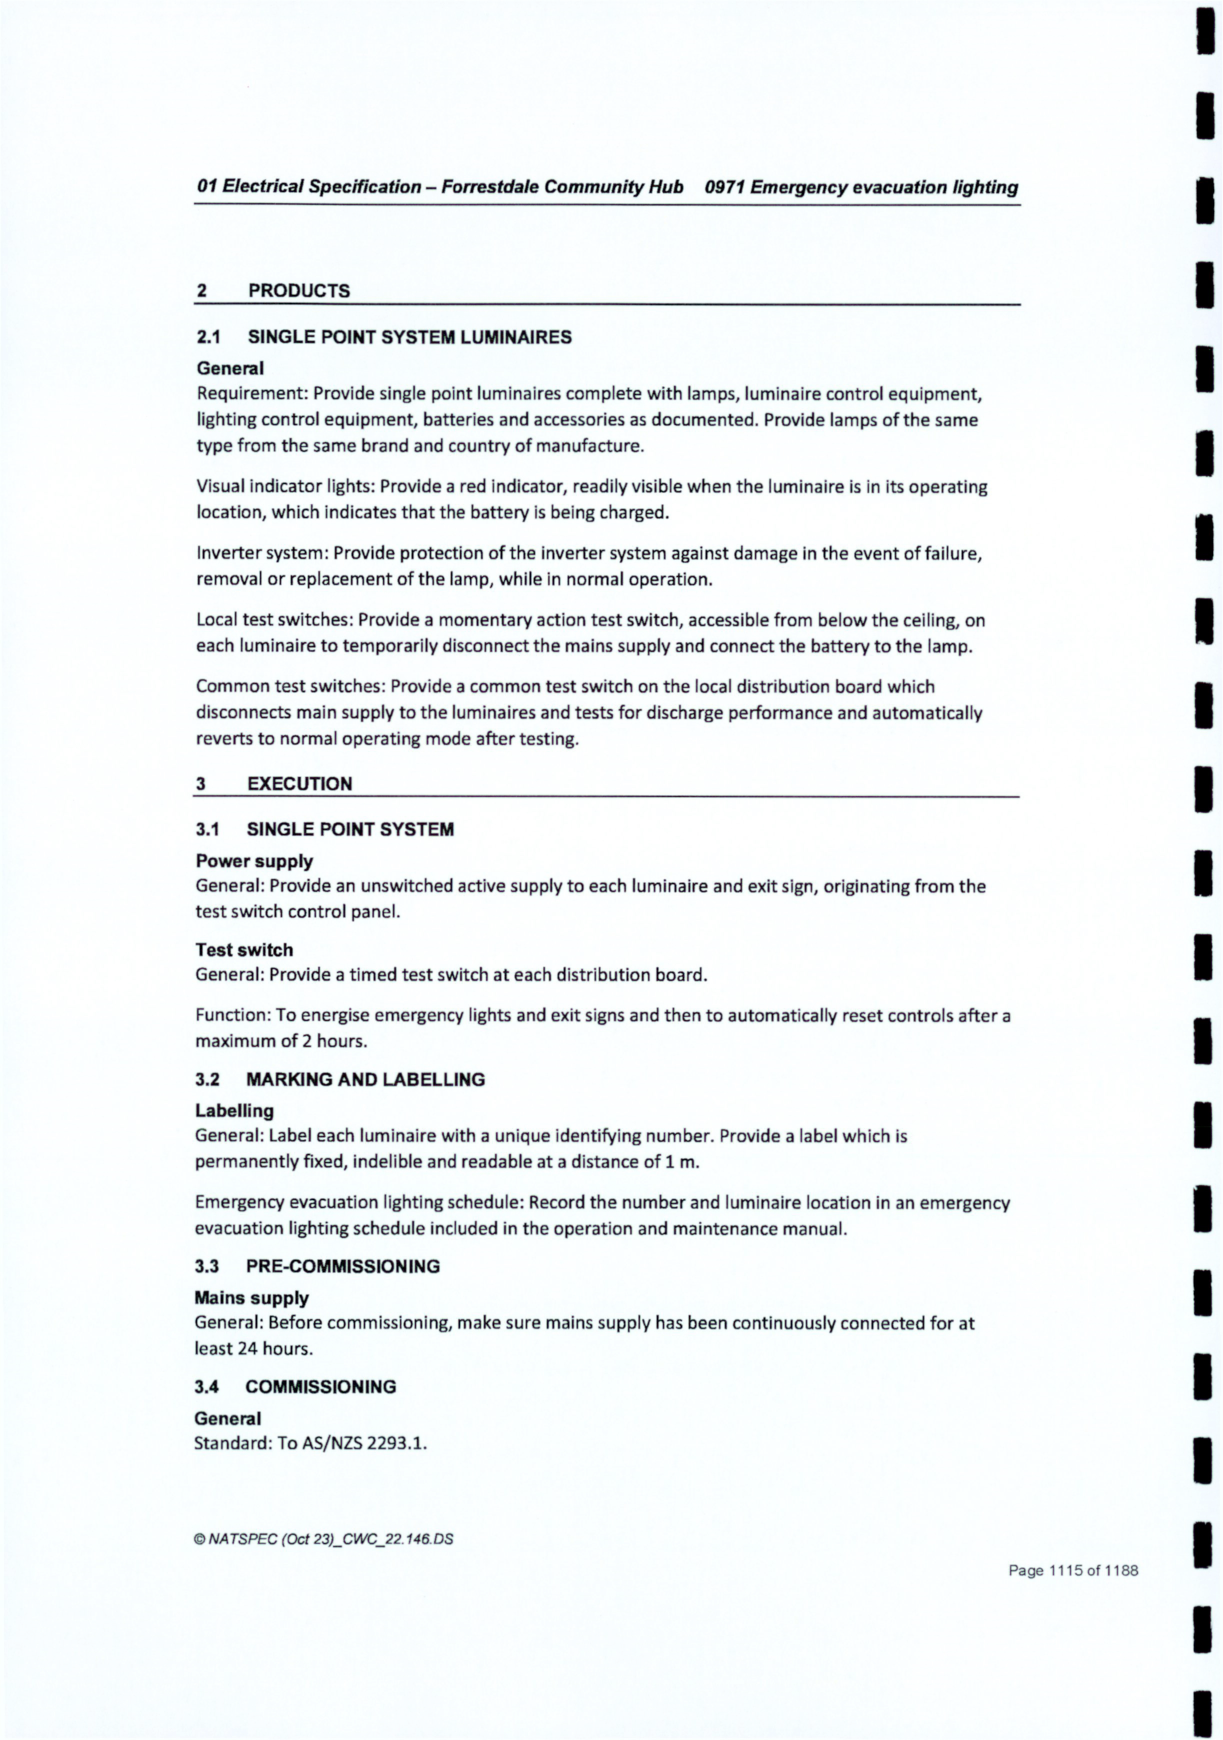 01 Electrical Specification – Forrestdale Community Hub 0971 Emergency evacuation lighting
2 PRODUCTS
2.1 SINGLE POINT SYSTEM LUMINAIRES
General
Requirement: Provide single point luminaires complete with lamps, luminaire control equipment,
lighting control equipment, batteries and accessories as documented. Provide lamps of the same
type from the same brand and country of manufacture.
Visual indicator lights: Provide a red indicator, readily visible when the luminaire is in its operating
location, which indicates that the battery is being charged.
Inverter system: Provide protection of the inverter system against damage in the event of failure,
removal or replacement of the lamp, while in normal operation.
Local test switches: Provide a momentary action test switch, accessible from below the ceiling, on
each luminaire to temporarily disconnect the mains supply and connect the battery to the lamp.
Common test switches: Provide a common test switch on the local distribution board which
disconnects main supply to the luminaires and tests for discharge performance and automatically
reverts to normal operating mode after testing.
3 EXECUTION
3.1 SINGLE POINT SYSTEM
Power supply
General: Provide an unswitched active supply to each luminaire and exit sign, originating from the
test switch control panel.
Test switch
General: Provide a timed test switch at each distribution board.
Function: To energise emergency lights and exit signs and then to automatically reset controls after a
maximum of 2 hours.
3.2 MARKING AND LABELLING
Labelling
General: Label each luminaire with a unique identifying number. Provide a label which is
permanently fixed, indelible and readable at a distance of 1 m.
Emergency evacuation lighting schedule: Record the number and luminaire location in an emergency
evacuation lighting schedule included in the operation and maintenance manual.
3.3 PRE-COMMISSIONING
Mains supply
General: Before commissioning, make sure mains supply has been continuously connected for at
least 24 hours.
3.4 COMMISSIONING
General
Standard: To AS/NZS 2293.1.
© NATSPEC (Oct 23)_CWC_22.146.DS
Page 1115 of 1188